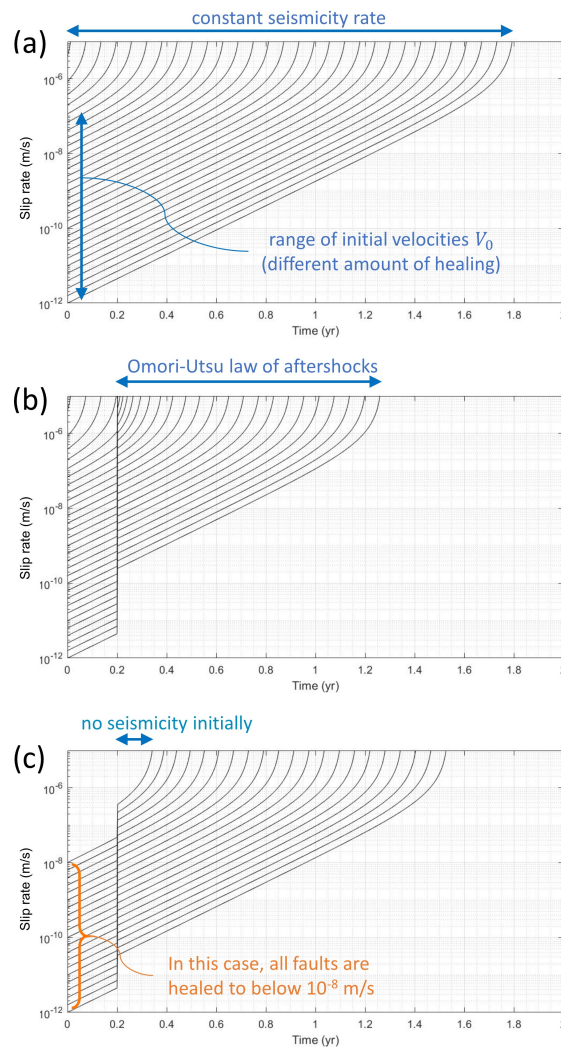 constant seismicity rate
(a)
10⁻⁶
10⁻⁸
Slip rate (m/s)
10⁻¹⁰
range of initial velocities V₀
(different amount of healing)
10⁻¹²
0 0.2 0.4 0.6 0.8 1 1.2 1.4 1.6 1.8 2
Time (yr)
Omori-Utsu law of aftershocks
(b)
10⁻⁶
10⁻⁸
Slip rate (m/s)
10⁻¹⁰
10⁻¹²
0 0.2 0.4 0.6 0.8 1 1.2 1.4 1.6 1.8 2
Time (yr)
no seismicity initially
(c)
10⁻⁶
10⁻⁸
Slip rate (m/s)
10⁻¹⁰
In this case, all faults are
healed to below 10⁻⁸ m/s
10⁻¹²
0 0.2 0.4 0.6 0.8 1 1.2 1.4 1.6 1.8 2
Time (yr)